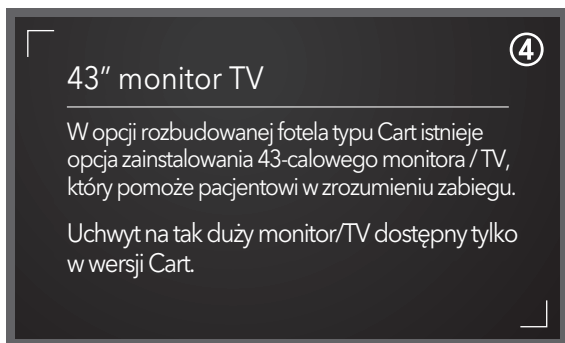 ④
43" monitor TV
W opcji rozbudowanej fotela typu Cart istnieje
opcja zainstalowania 43-calowego monitora / TV,
który pomoże pacjentowi w zrozumieniu zabiegu.
Uchwyt na tak duży monitor/TV dostępny tylko
w wersji Cart.